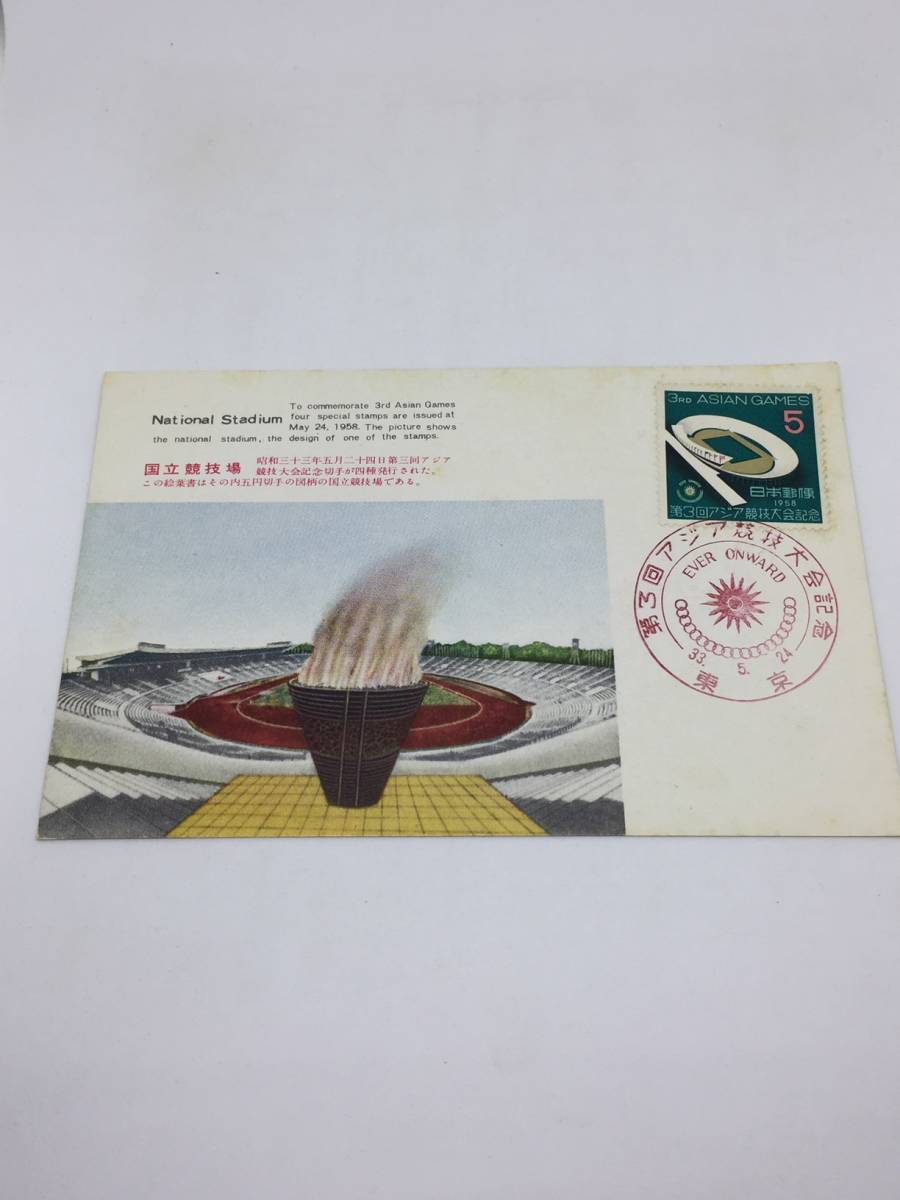 To commemorate 3rd Asian Games
National Stadium four special stamps are issued at
May 24, 1958. The picture shows
the national stadium, the design of one of the stamps.
昭和三十三年五月二十四日第三回アジア
国立競技場 競技大会記念切手が四種発行された。
この絵葉書はその内五円切手の図柄の国立競技場である。
3RD ASIAN GAMES
5
日本郵便
1958
第3回アジア競技大会記念
第3回アジア競技大会記念
EVER ONWARD
33. 5. 24
東京